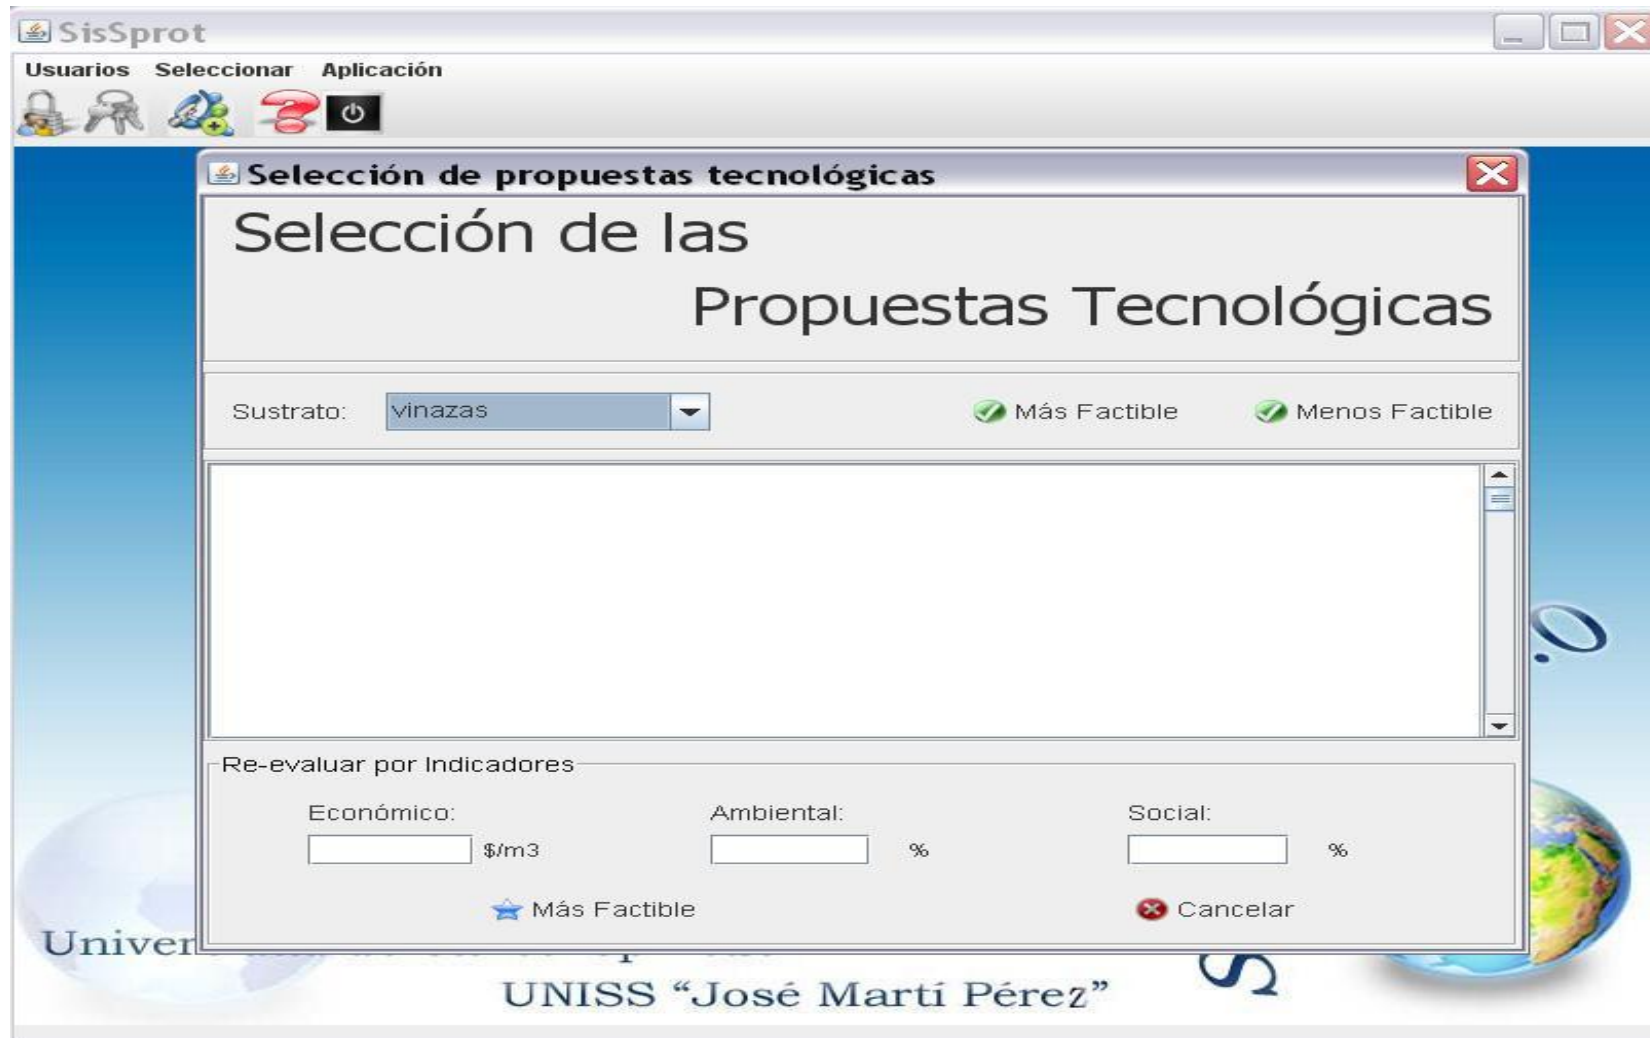 SisSprot
Usuarios Seleccionar Aplicación
Selección de propuestas tecnológicas
Selección de las
Propuestas Tecnológicas
Sustrato: vinazas Más Factible Menos Factible
Re-evaluar por Indicadores
Económico: Ambiental: Social:
$/m3 % %
Más Factible Cancelar
UNISS “José Martí Pérez”